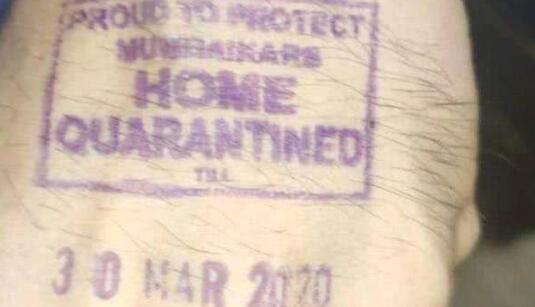 PROUD TO PROTECT
MUMBAIKARS
HOME
QUARANTINED
TILL
30 MAR 2020